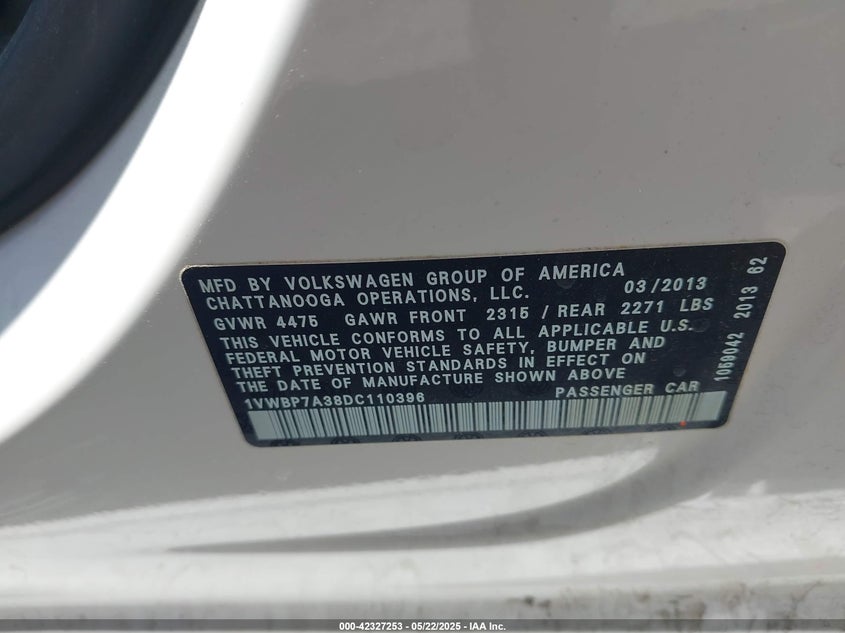 MFD BY VOLKSWAGEN GROUP OF AMERICA
CHATTANOOGA OPERATIONS, LLC. 03/2013
GVWR 4475 GAWR FRONT 2315 / REAR 2271 LBS
THIS VEHICLE CONFORMS TO ALL APPLICABLE U.S.
FEDERAL MOTOR VEHICLE SAFETY, BUMPER AND
THEFT PREVENTION STANDARDS IN EFFECT ON
THE DATE OF MANUFACTURE SHOWN ABOVE
1VWBP7A38DC110396 PASSENGER CAR
1059042 2013 62
000-42327253 - 05/22/2025 - IAA Inc.